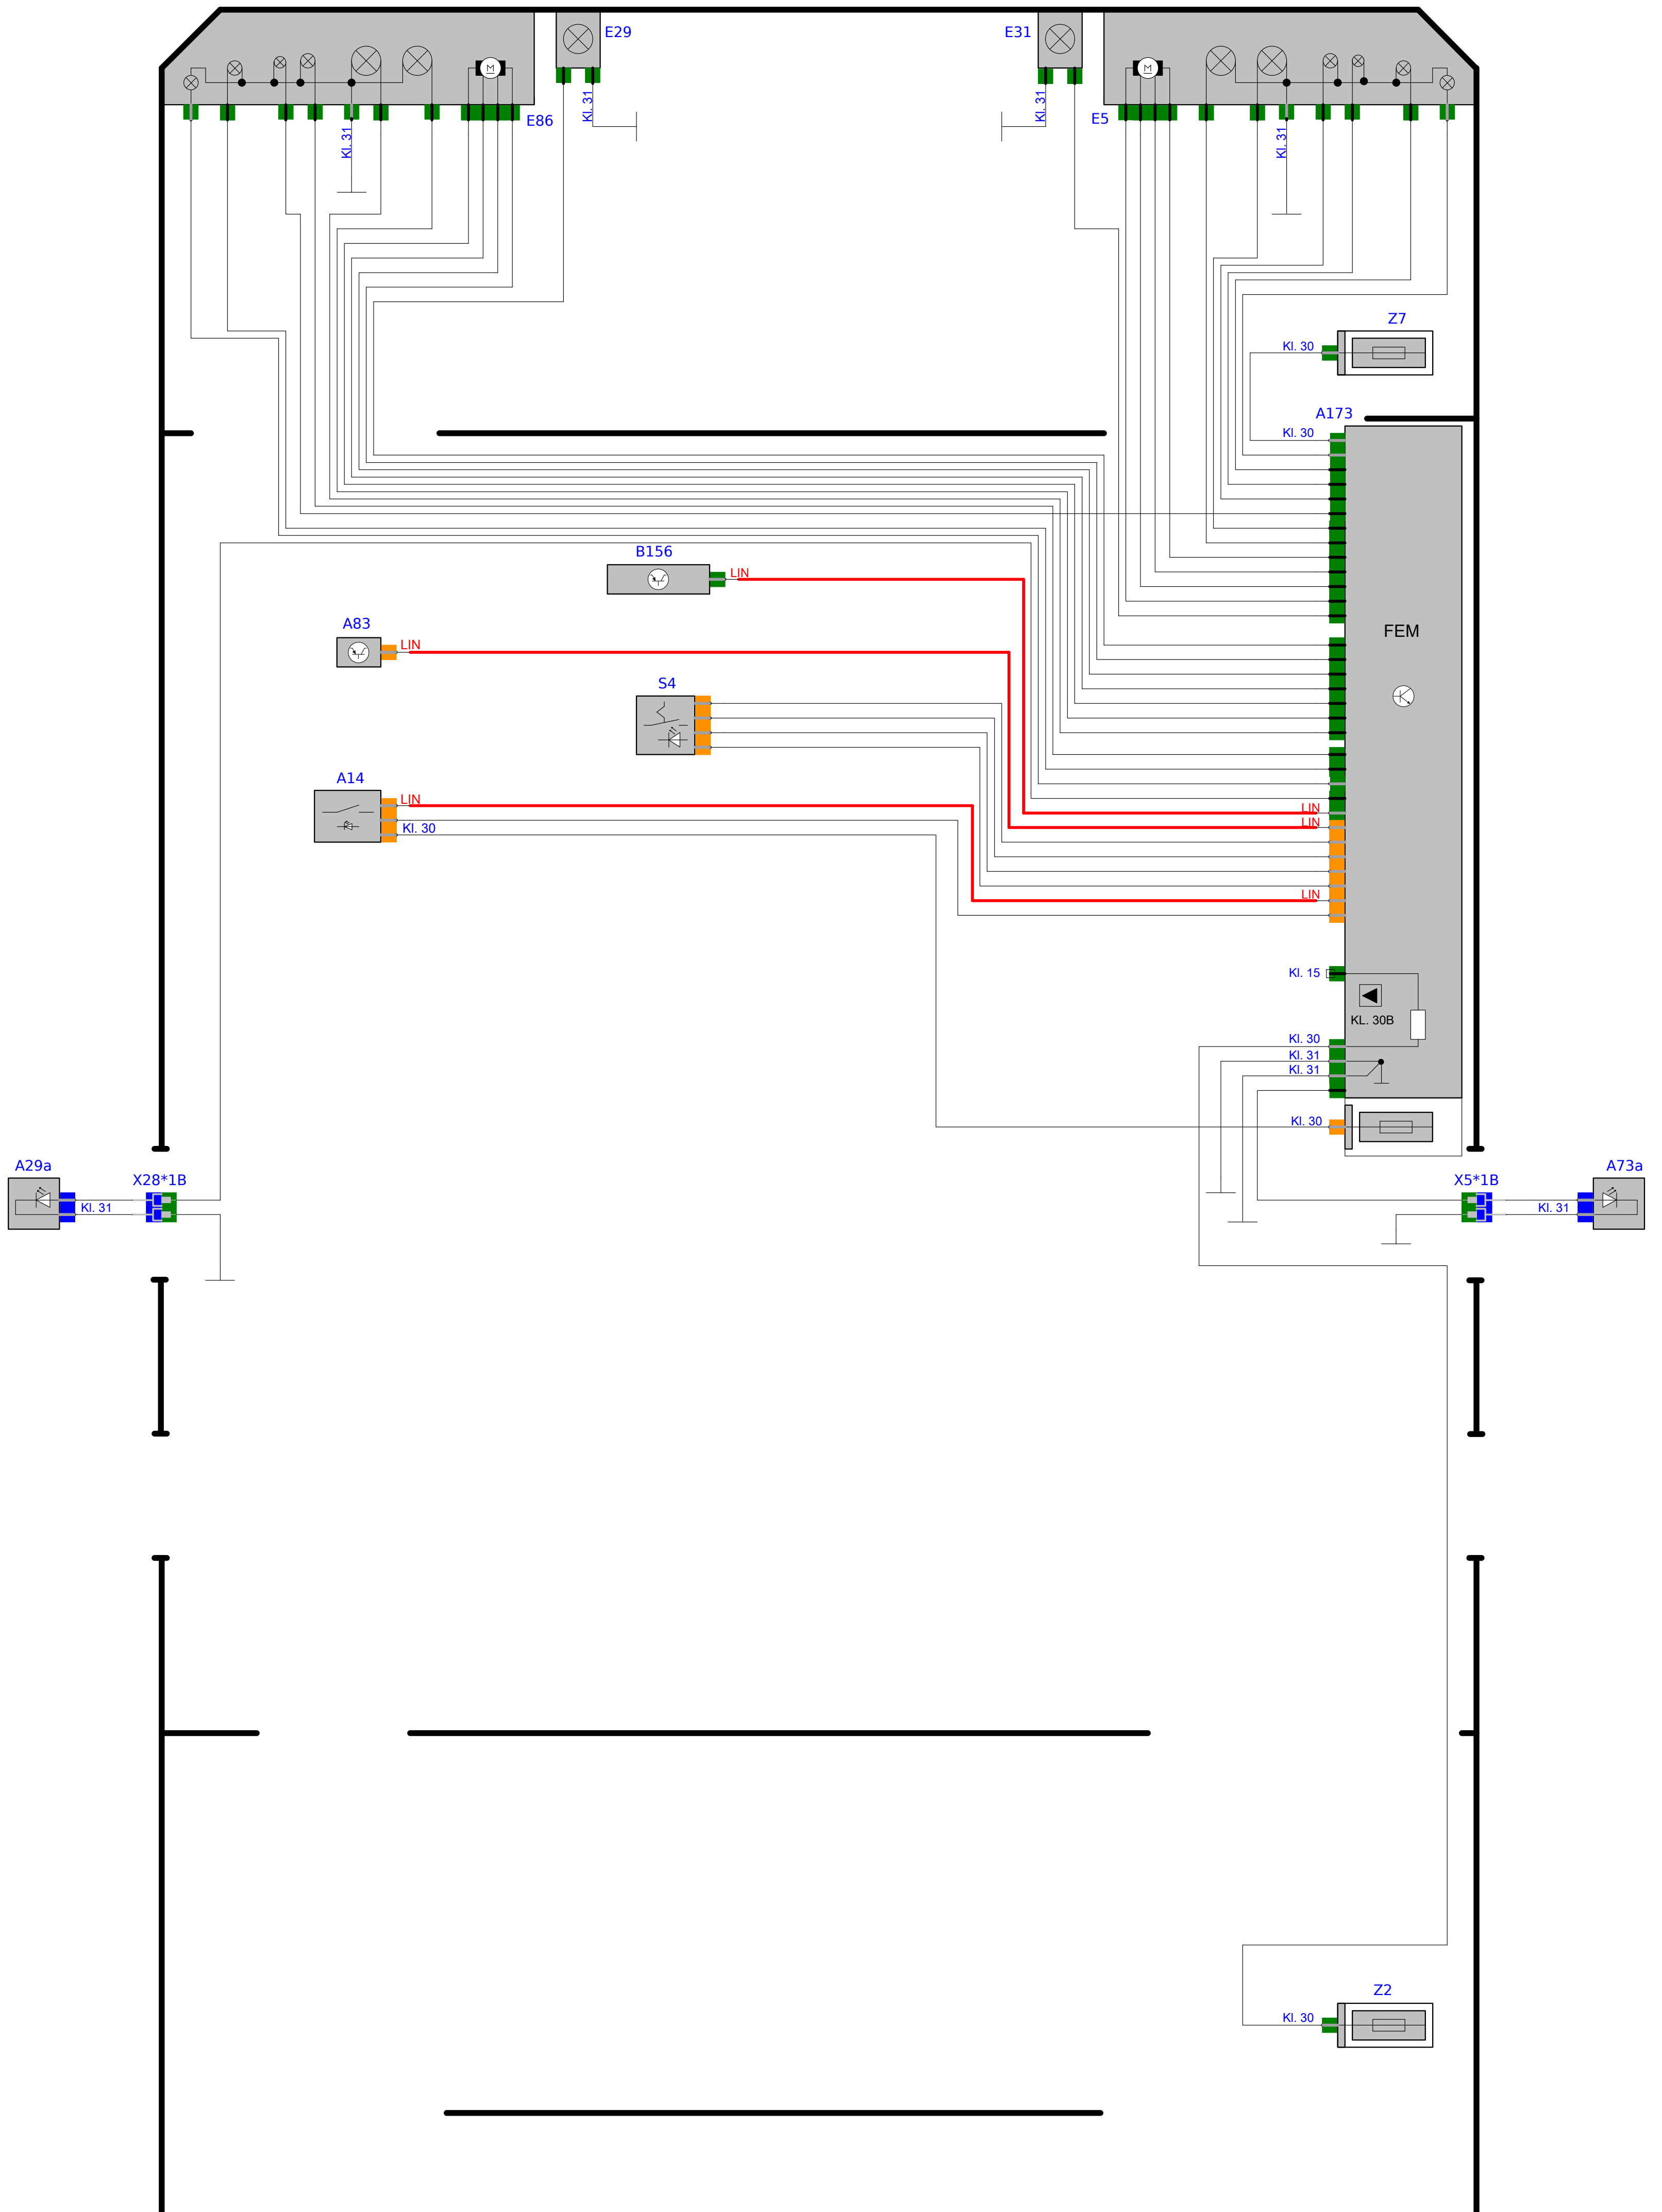 E29
E31
Kl. 31
Kl. 31
M
M
E86
E5
Kl. 31
Kl. 31
Z7
Kl. 30
A173
Kl. 30
B156
LIN
A83
LIN
FEM
S4
A14
LIN
Kl. 30
LIN
LIN
LIN
Kl. 15
KL. 30B
Kl. 30
Kl. 31
Kl. 31
Kl. 30
A29a
X28*1B
X5*1B
A73a
Kl. 31
Kl. 31
Z2
Kl. 30